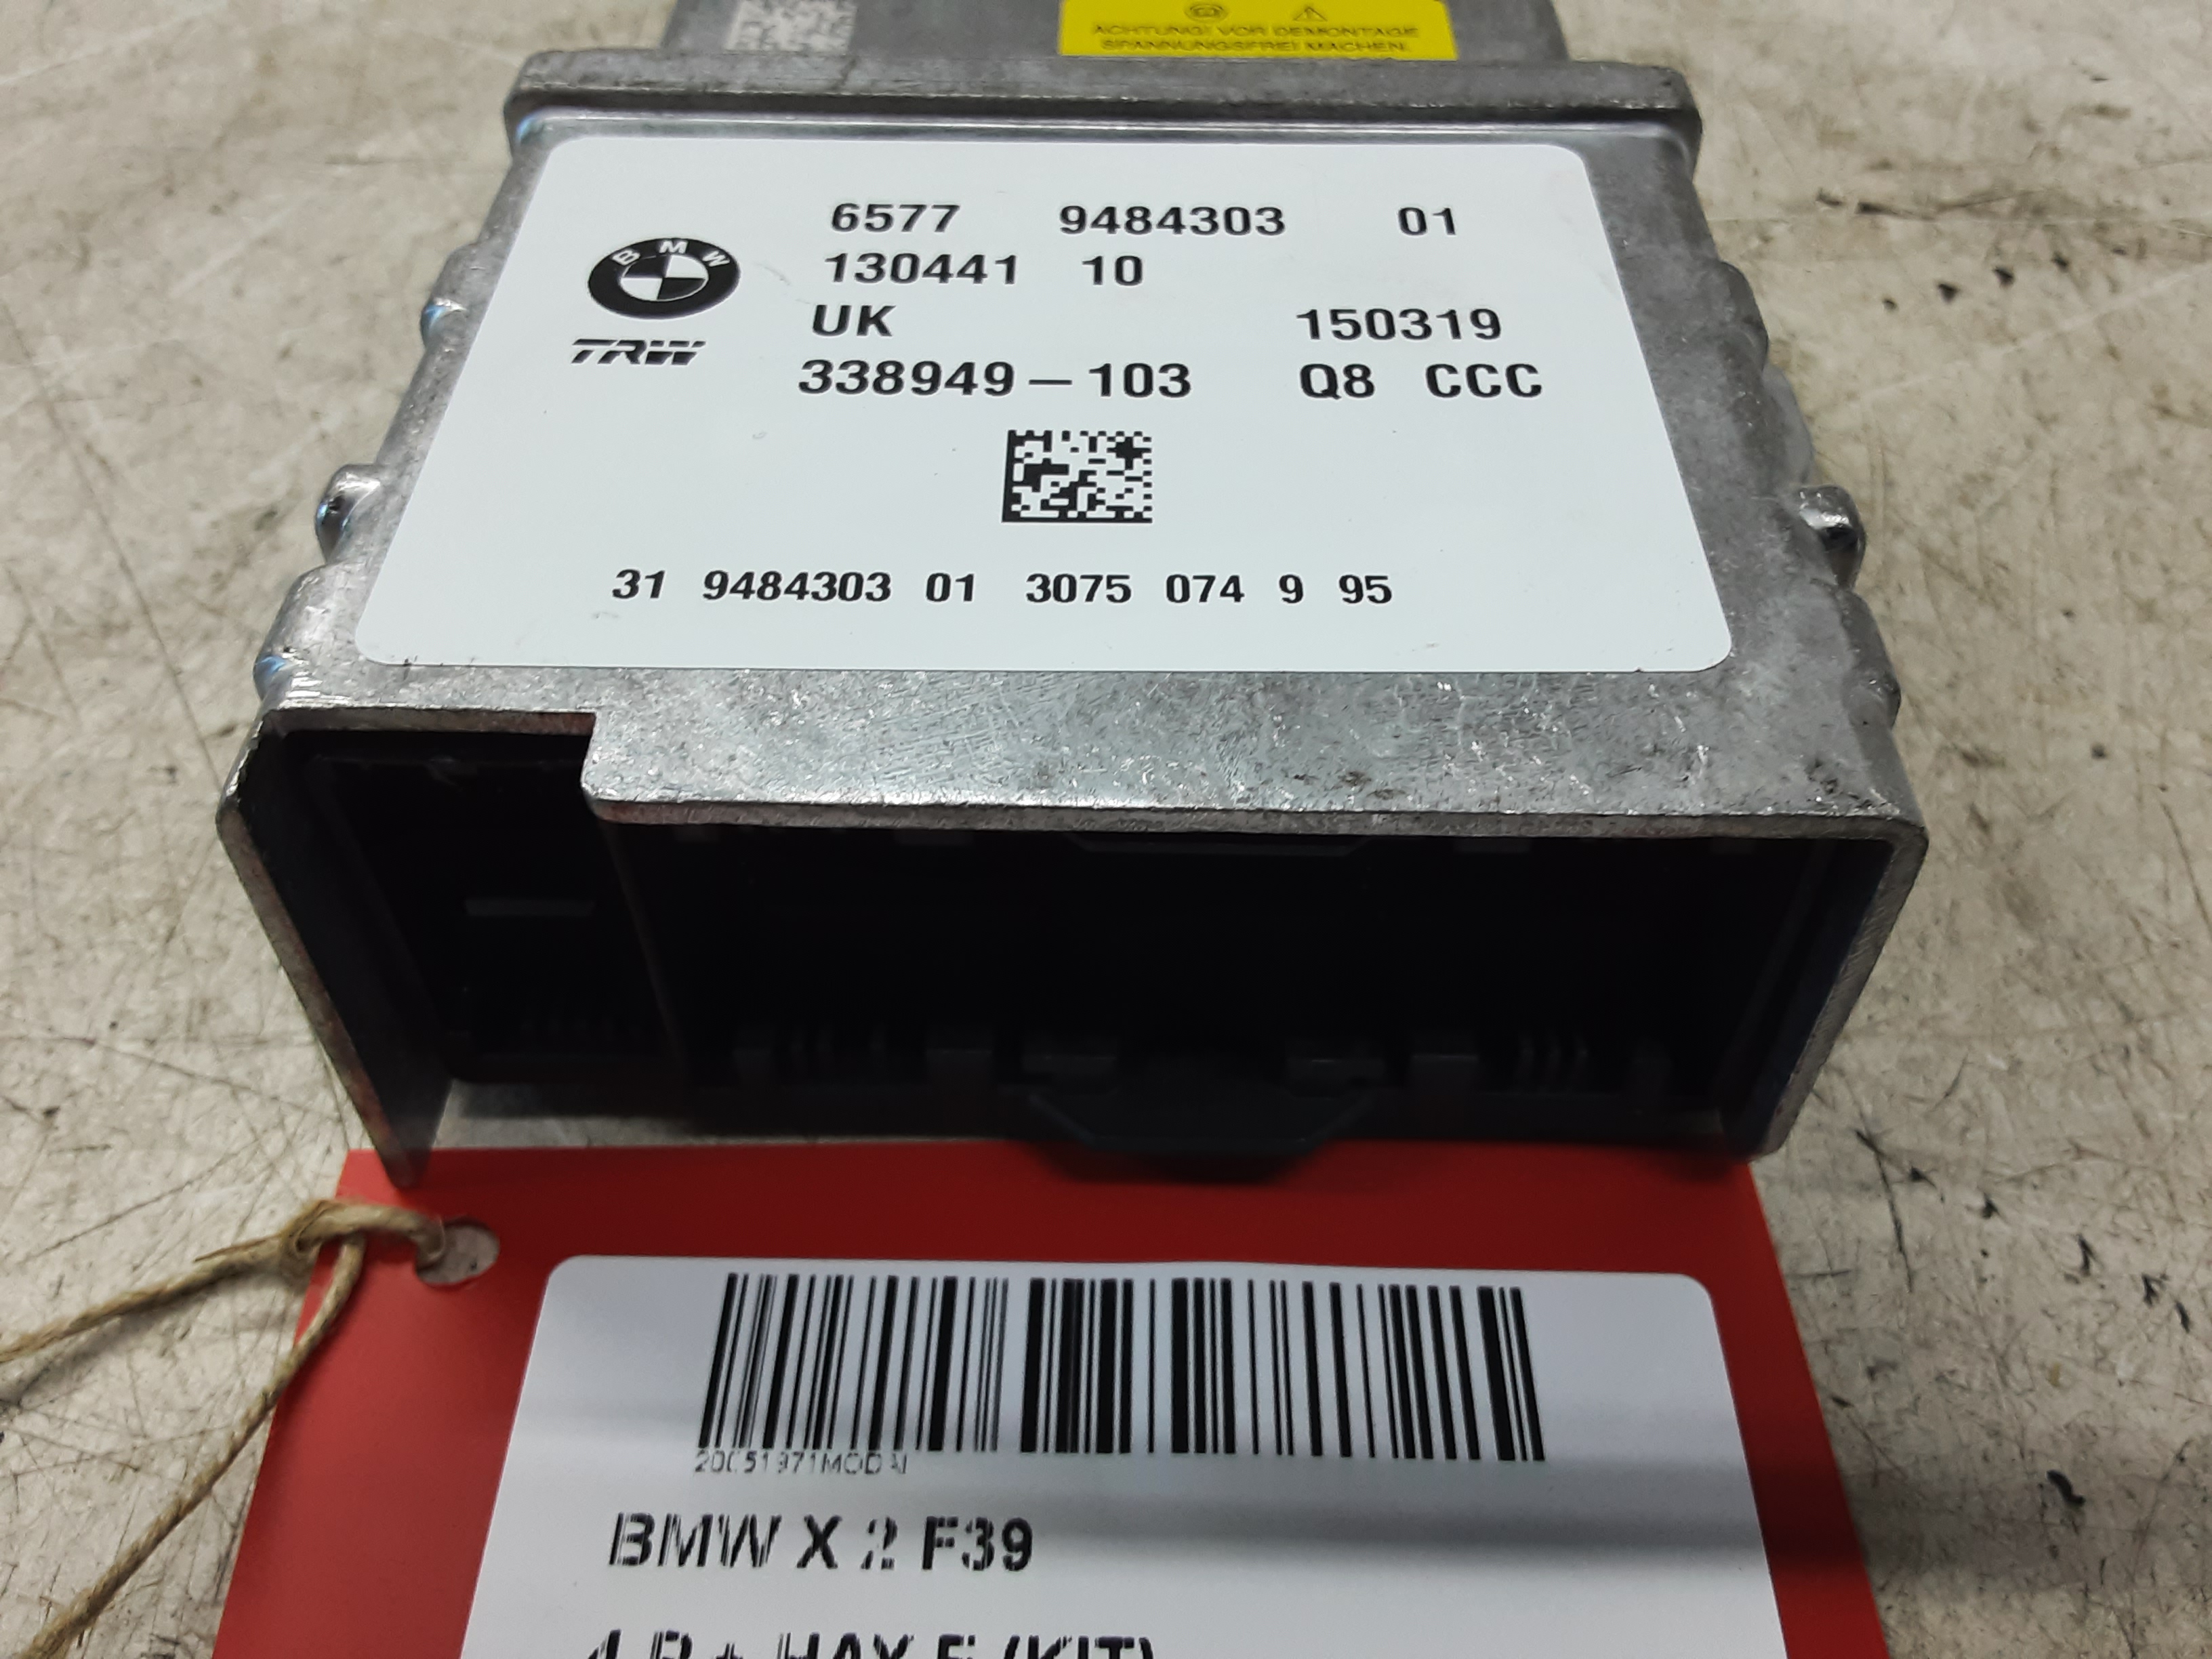 ACHTUNG! VOR DEMONTAGE
SPANNUNGSFREI MACHEN.
6577 9484303 01
130441 10
BMW
UK 150319
TRW
338949-103 Q8 CCC
31 9484303 01 3075 074 9 95
BMW X 2 F39
(KIT)